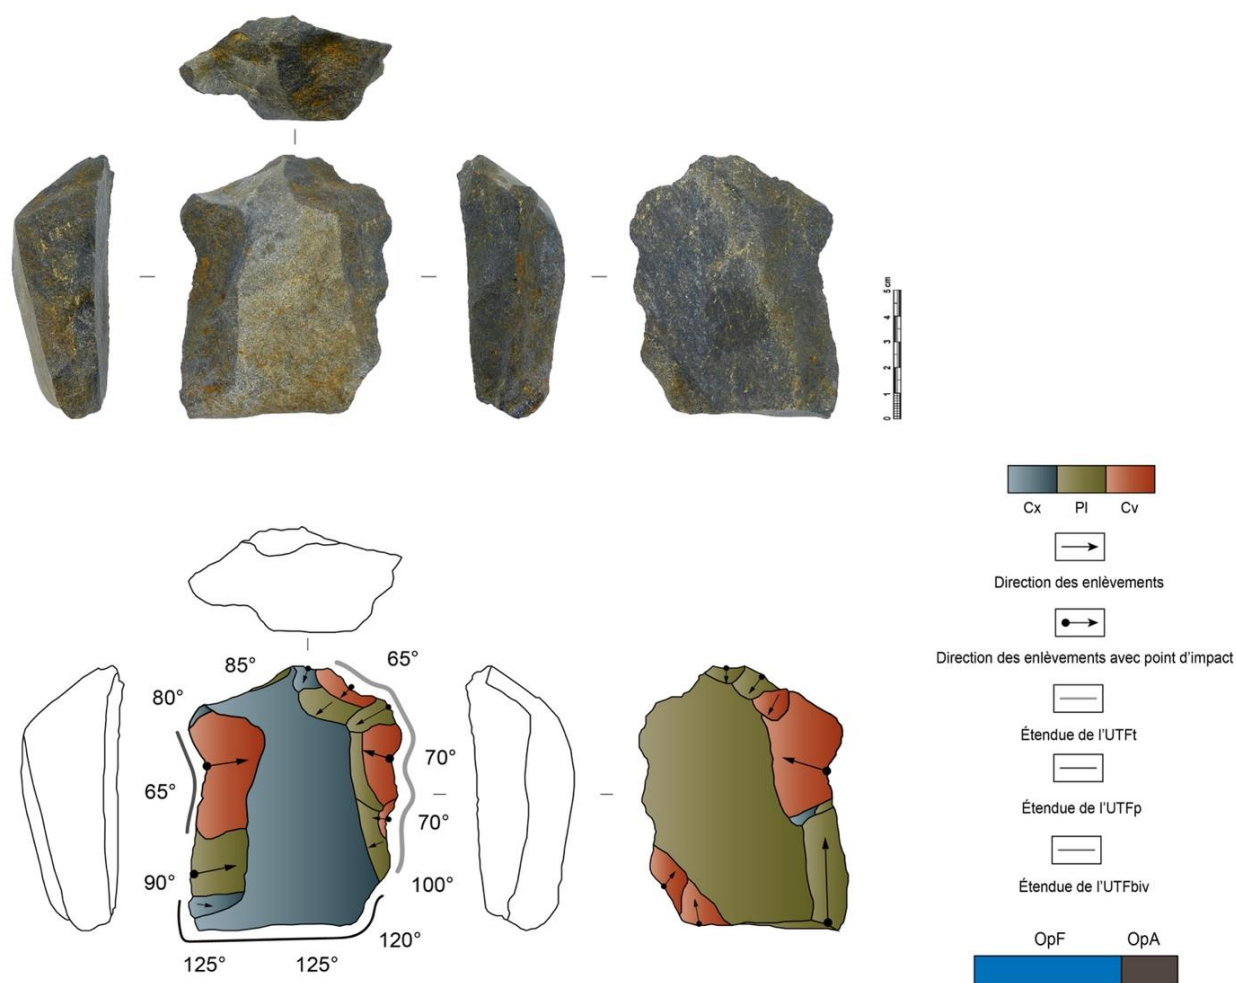 5 cm
4
3
2
1
0
Cx Pl Cv
Direction des enlèvements
Direction des enlèvements avec point d'impact
85° 65°
80°
Étendue de l'UTFt
70°
65°
Étendue de l'UTFp
70°
90° 100°
Étendue de l'UTFbiv
120°
OpF OpA
125° 125°